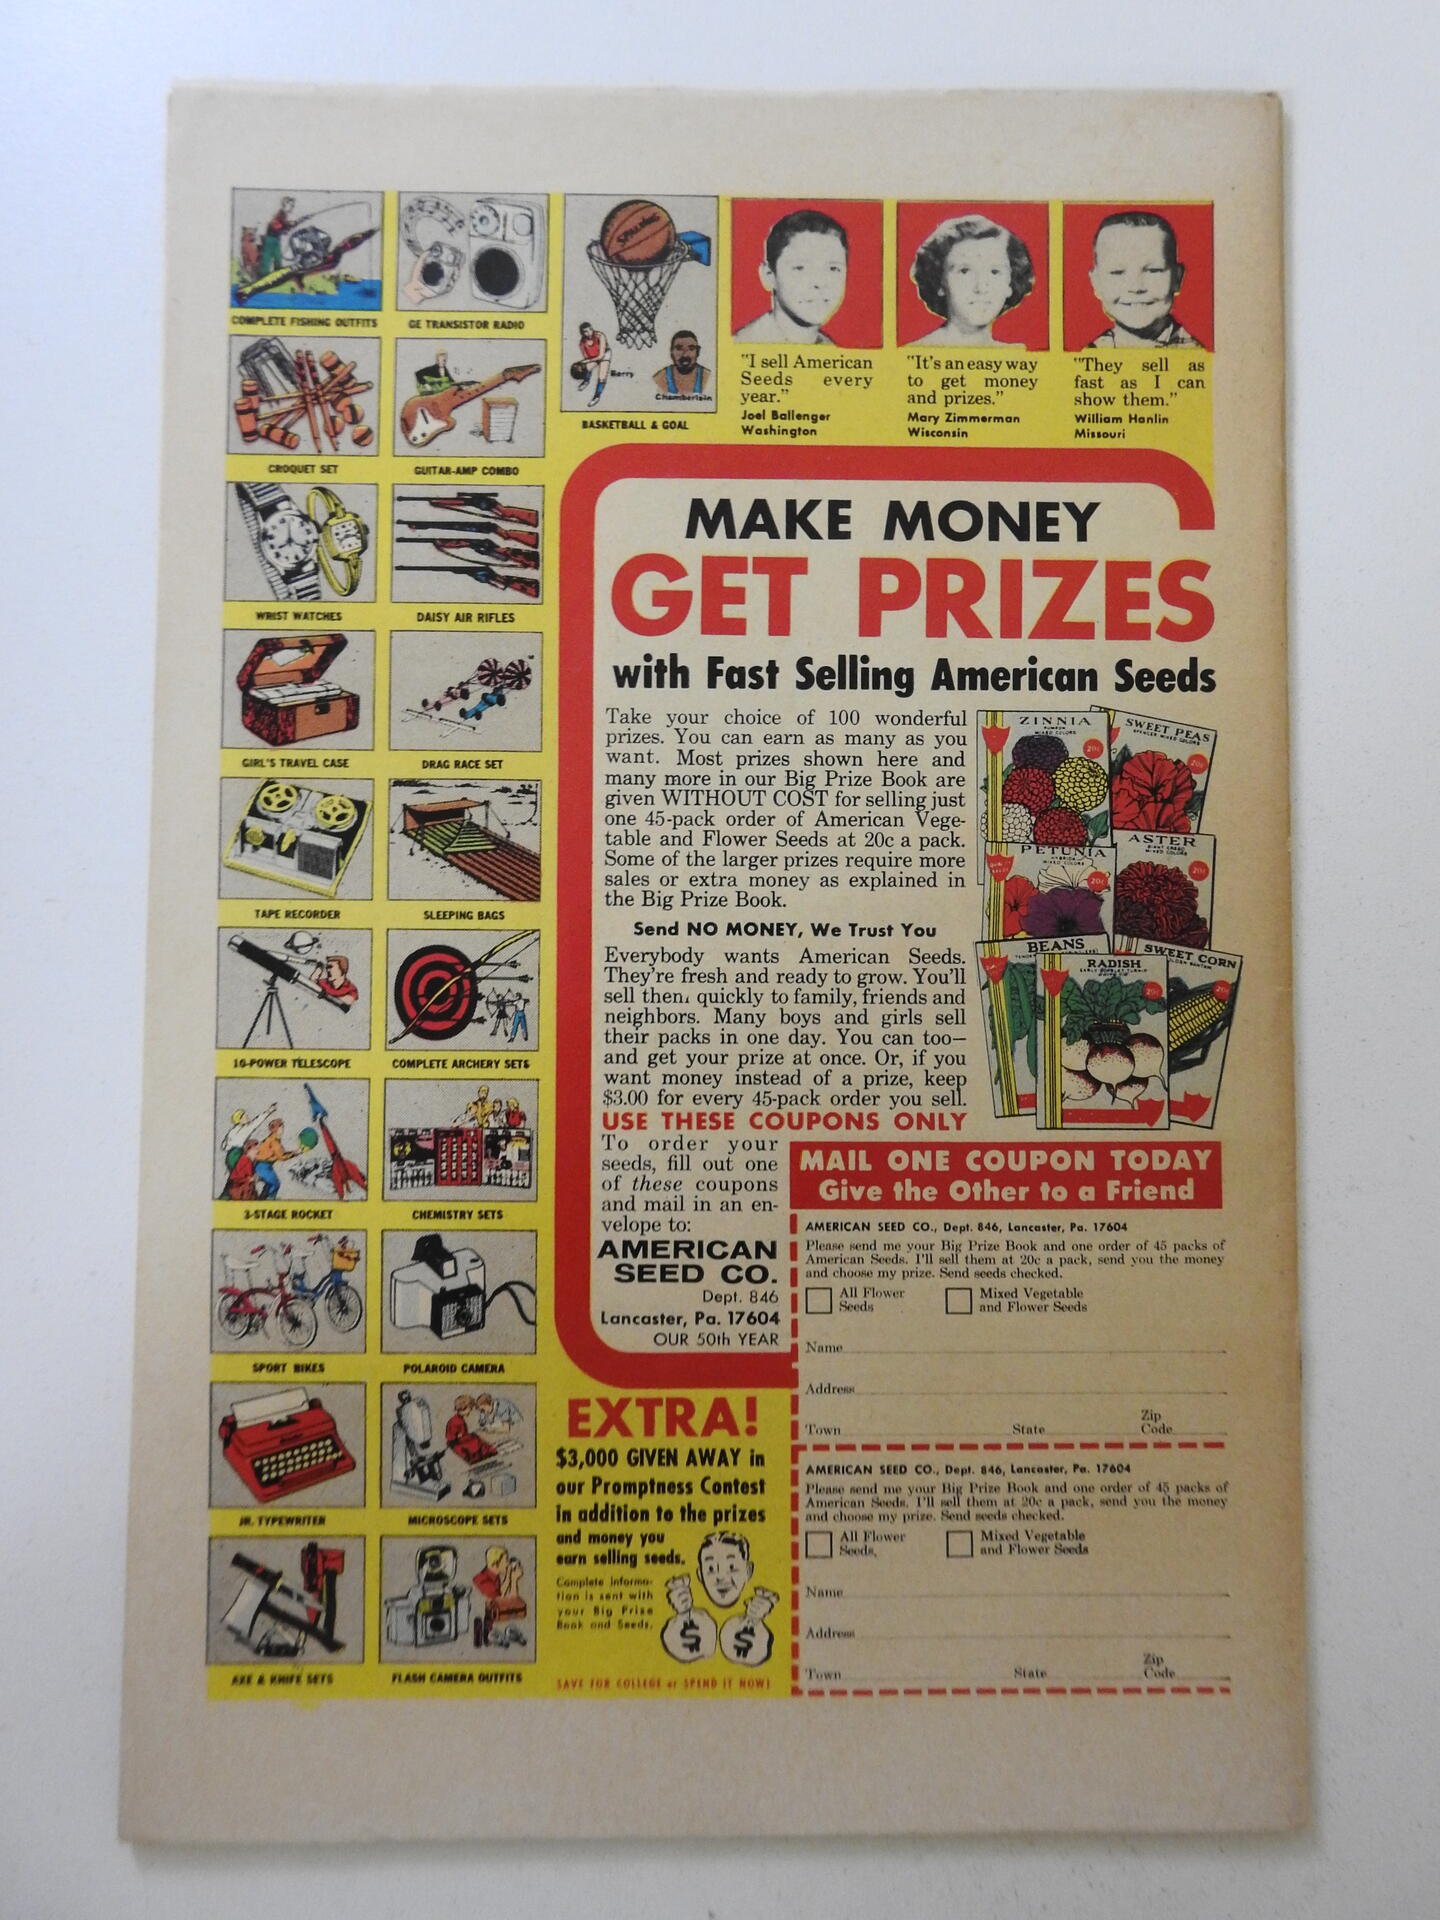 COMPLETE FISHING OUTFITS
GE TRANSISTOR RADIO
SPALDING
Barry
Chamberlain
BASKETBALL & GOAL
"I sell American
Seeds every
year."
Joel Ballenger
Washington
"It's an easy way
to get money
and prizes."
Mary Zimmerman
Wisconsin
"They sell as
fast as I can
show them."
William Hanlin
Missouri
CROQUET SET
GUITAR-AMP COMBO
WRIST WATCHES
DAISY AIR RIFLES
GIRL'S TRAVEL CASE
DRAG RACE SET
TAPE RECORDER
SLEEPING BAGS
10-POWER TELESCOPE
COMPLETE ARCHERY SETS
3-STAGE ROCKET
CHEMISTRY SETS
SPORT BIKES
POLAROID CAMERA
JR. TYPEWRITER
MICROSCOPE SETS
AXE & KNIFE SETS
FLASH CAMERA OUTFITS
MAKE MONEY
GET PRIZES
with Fast Selling American Seeds
Take your choice of 100 wonderful
prizes. You can earn as many as you
want. Most prizes shown here and
many more in our Big Prize Book are
given WITHOUT COST for selling just
one 45-pack order of American Vege-
table and Flower Seeds at 20c a pack.
Some of the larger prizes require more
sales or extra money as explained in
the Big Prize Book.
Send NO MONEY, We Trust You
Everybody wants American Seeds.
They're fresh and ready to grow. You'll
sell them quickly to family, friends and
neighbors. Many boys and girls sell
their packs in one day. You can too—
and get your prize at once. Or, if you
want money instead of a prize, keep
$3.00 for every 45-pack order you sell.
USE THESE COUPONS ONLY
To order your
seeds, fill out one
of these coupons
and mail in an en-
velope to:
AMERICAN
SEED CO.
Dept. 846
Lancaster, Pa. 17604
OUR 50th YEAR
ZINNIA
MIXED COLORS
20¢
SWEET PEAS
SPENCER MIXED COLORS
20¢
PETUNIA
MIXED COLORS
20¢
ASTER
MIXED COLORS
20¢
BEANS
RADISH
20¢
SWEET CORN
GOLDEN BANTAM
20¢
MAIL ONE COUPON TODAY
Give the Other to a Friend
AMERICAN SEED CO., Dept. 846, Lancaster, Pa. 17604
Please send me your Big Prize Book and one order of 45 packs of
American Seeds. I'll sell them at 20c a pack, send you the money
and choose my prize. Send seeds checked.
All Flower
Seeds
Mixed Vegetable
and Flower Seeds
Name
Address
Town State Zip
Code
AMERICAN SEED CO., Dept. 846, Lancaster, Pa. 17604
Please send me your Big Prize Book and one order of 45 packs of
American Seeds. I'll sell them at 20c a pack, send you the money
and choose my prize. Send seeds checked.
All Flower
Seeds,
Mixed Vegetable
and Flower Seeds
Name
Address
Town State Zip
Code
EXTRA!
$3,000 GIVEN AWAY in
our Promptness Contest
in addition to the prizes
and money you
earn selling seeds.
Complete informa-
tion is sent with
your Big Prize
Book and Seeds.
$ $
SAVE FOR COLLEGE or SPEND IT NOW!